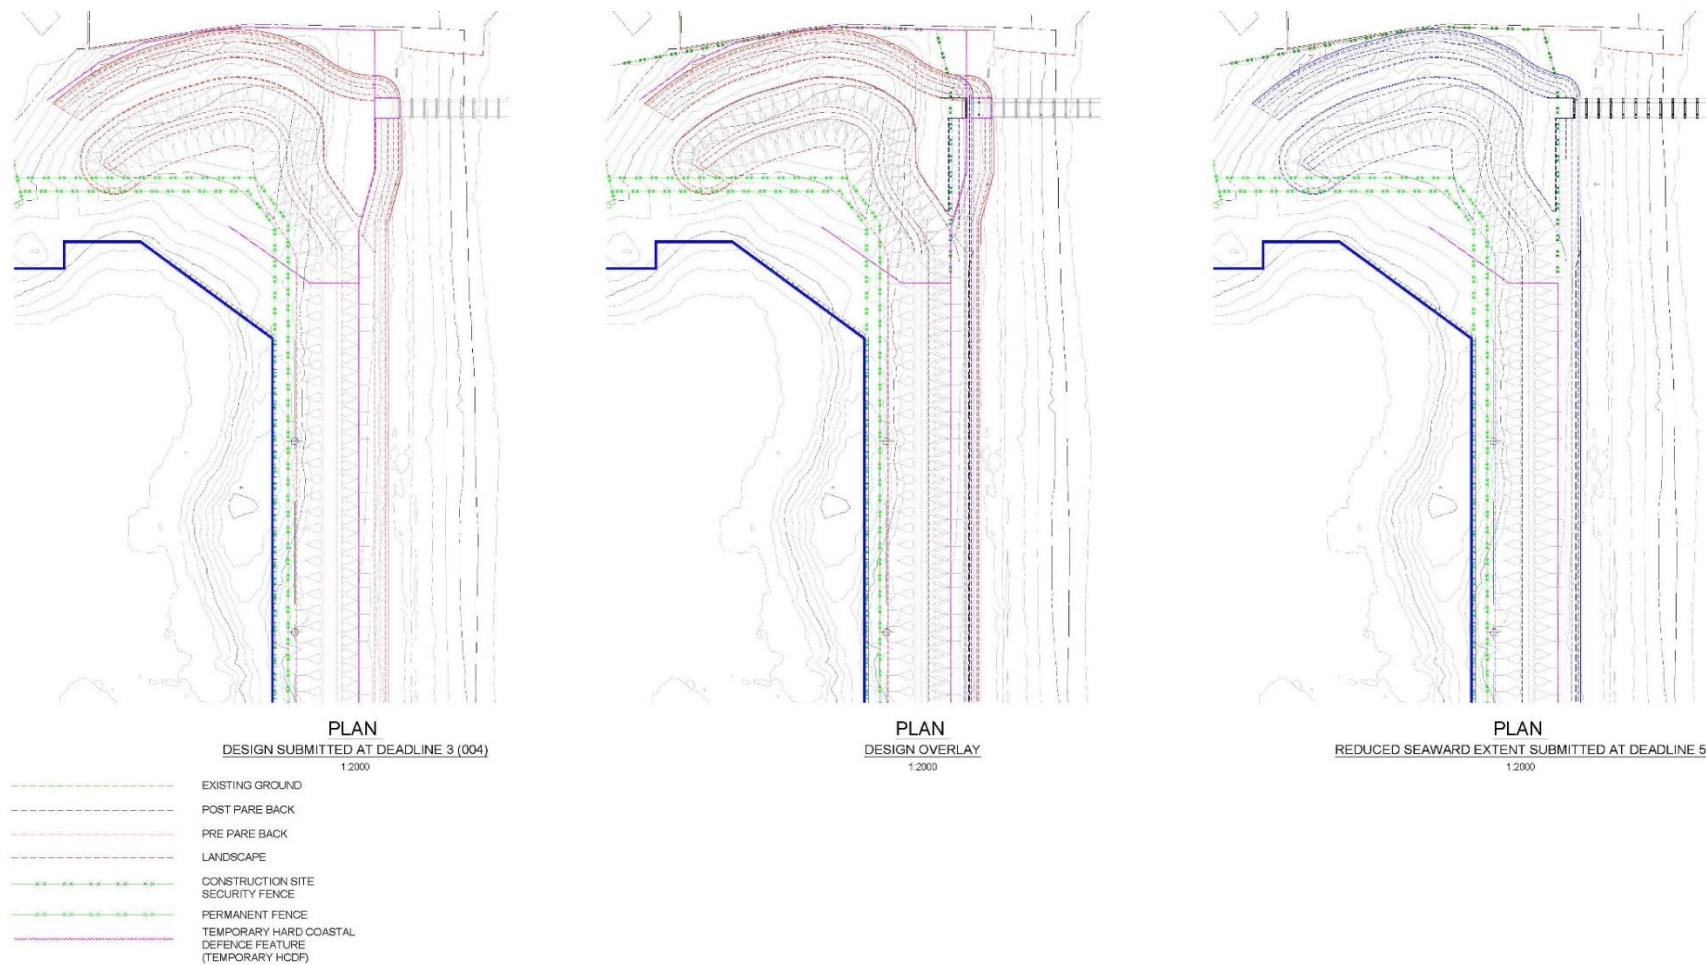 PLAN
DESIGN SUBMITTED AT DEADLINE 3 (004)
1:2000
PLAN
DESIGN OVERLAY
1:2000
PLAN
REDUCED SEAWARD EXTENT SUBMITTED AT DEADLINE 5
1:2000
EXISTING GROUND
POST PARE BACK
PRE PARE BACK
LANDSCAPE
CONSTRUCTION SITE
SECURITY FENCE
PERMANENT FENCE
TEMPORARY HARD COASTAL
DEFENCE FEATURE
(TEMPORARY HCDF)